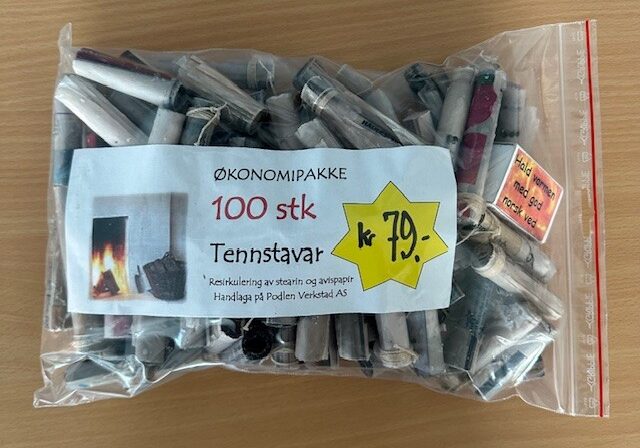 ØKONOMIPAKKE
100 stk
Tennstavar
Resirkulering av stearin og avispapir
Handlaga på Podlen Verkstad AS
kr 79.-
Hald varmen
med god
norsk ved